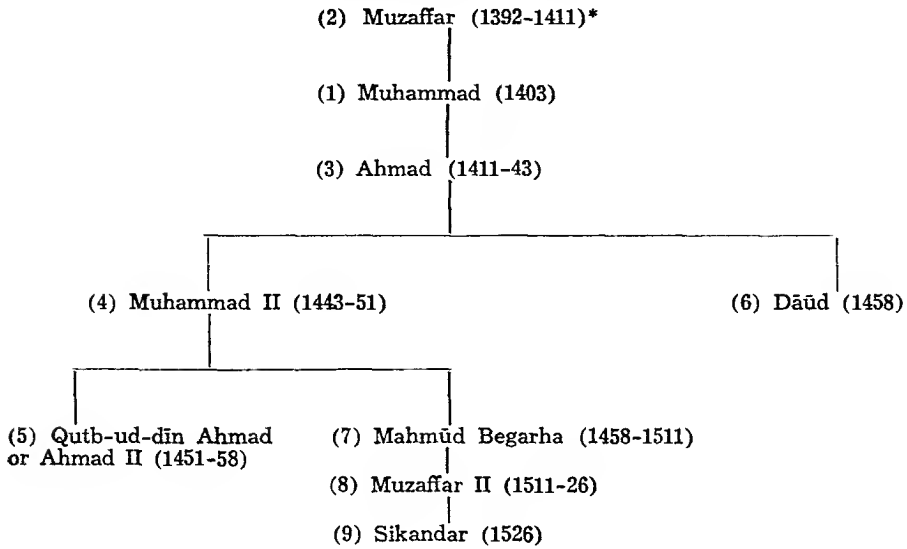 (2) Muzaffar (1392-1411)*
(1) Muhammad (1403)
(3) Ahmad (1411-43)
(4) Muhammad II (1443-51)
(6) Dāūd (1458)
(5) Qutb-ud-dīn Ahmad
or Ahmad II (1451-58)
(7) Mahmūd Begarha (1458-1511)
(8) Muzaffar II (1511-26)
(9) Sikandar (1526)